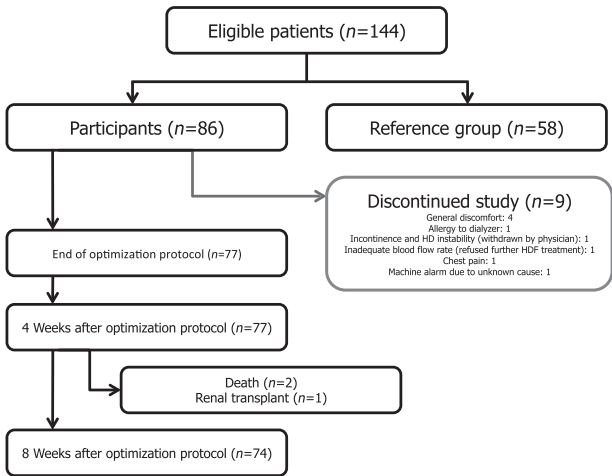 Eligible patients (n=144)
Participants (n=86)
Reference group (n=58)
Discontinued study (n=9)
General discomfort: 4
Allergy to dialyzer: 1
Incontinence and HD instability (withdrawn by physician): 1
Inadequate blood flow rate (refused further HDF treatment): 1
Chest pain: 1
Machine alarm due to unknown cause: 1
End of optimization protocol (n=77)
4 Weeks after optimization protocol (n=77)
Death (n=2)
Renal transplant (n=1)
8 Weeks after optimization protocol (n=74)